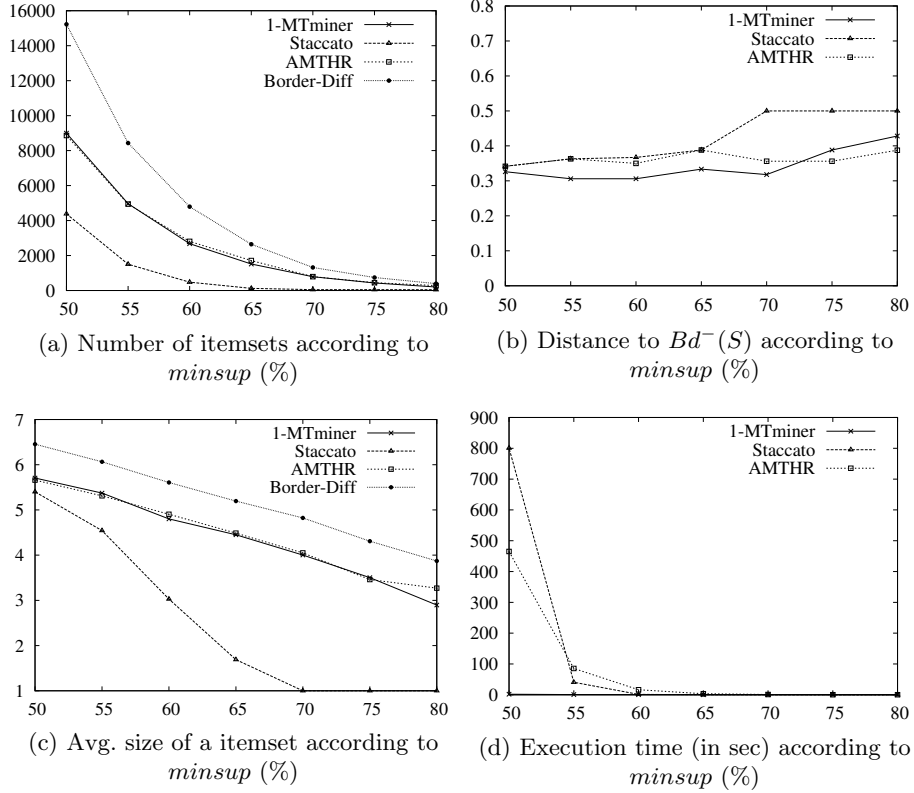 16000
14000
12000
10000
8000
6000
4000
2000
0
50 55 60 65 70 75 80
1-MTminer
Staccato
AMTHR
Border-Diff
(a) Number of itemsets according to
minsup (%)
0.8
0.7
0.6
0.5
0.4
0.3
0.2
0.1
0
50 55 60 65 70 75 80
1-MTminer
Staccato
AMTHR
(b) Distance to Bd⁻(S) according to
minsup (%)
7
6
5
4
3
2
1
50 55 60 65 70 75 80
1-MTminer
Staccato
AMTHR
Border-Diff
(c) Avg. size of a itemset according to
minsup (%)
900
800
700
600
500
400
300
200
100
0
50 55 60 65 70 75 80
1-MTminer
Staccato
AMTHR
(d) Execution time (in sec) according to
minsup (%)